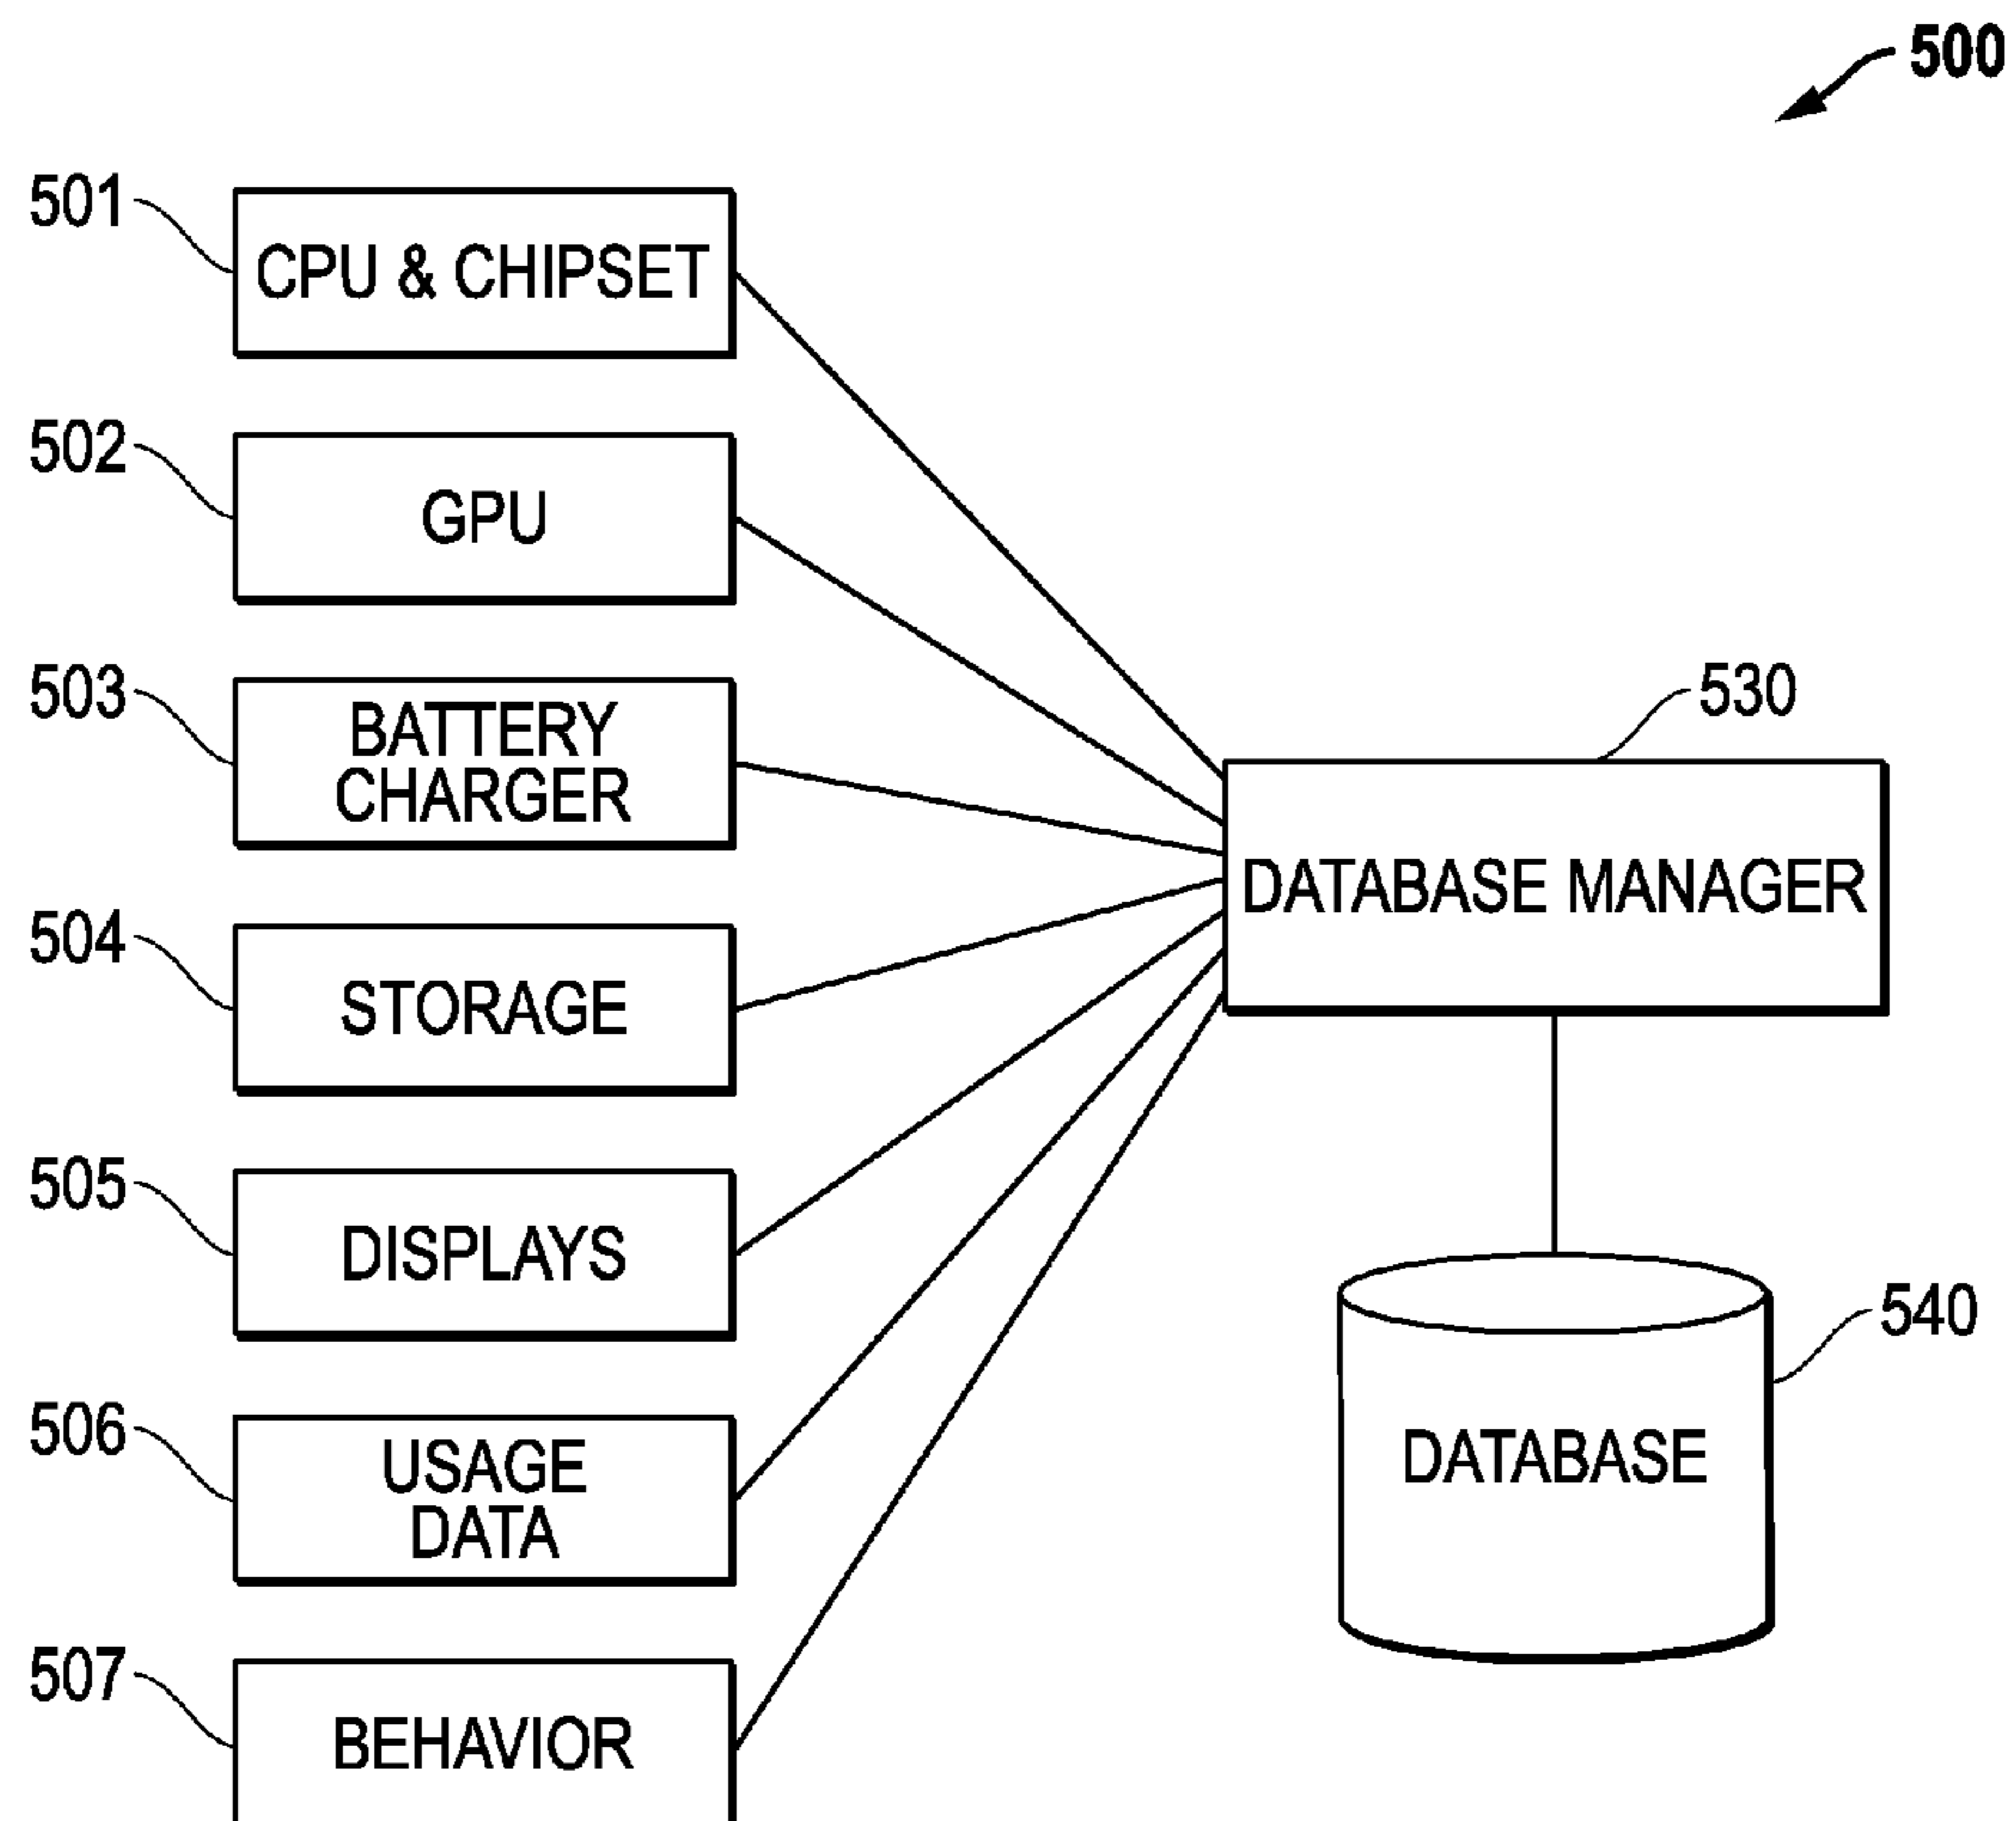 500
501
CPU & CHIPSET
502
GPU
503
BATTERY
CHARGER
530
DATABASE MANAGER
504
STORAGE
505
DISPLAYS
540
DATABASE
506
USAGE
DATA
507
BEHAVIOR